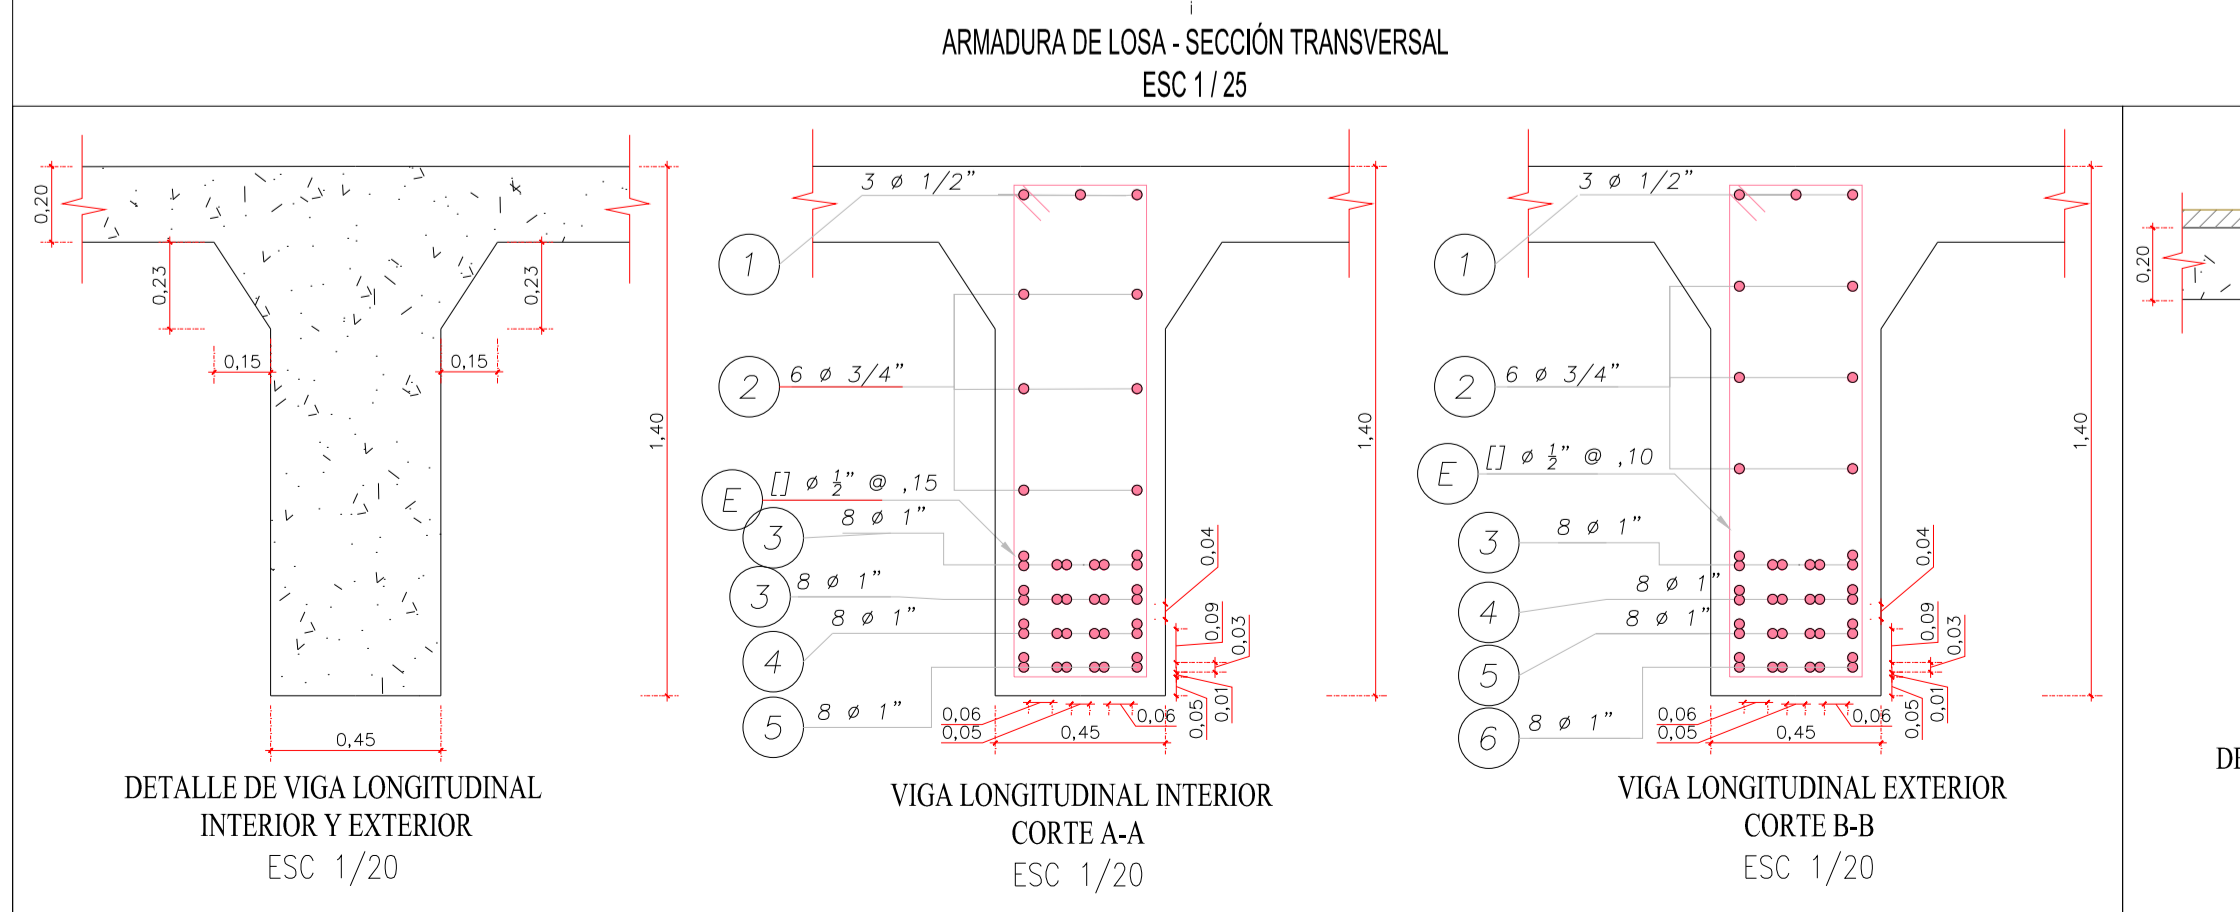 ARMADURA DE LOSA - SECCIÓN TRANSVERSAL
ESC 1 / 25
0,20
0,23
0,23
0,15
0,15
1,40
0,45
DETALLE DE VIGA LONGITUDINAL
INTERIOR Y EXTERIOR
ESC 1/20
3 ø 1/2"
1
2
6 ø 3/4"
E
[] ø 1/2" @ ,15
3
8 ø 1"
3
8 ø 1"
4
8 ø 1"
5
8 ø 1"
1,40
0,04
0,09
0,03
0,01
0,05
0,06
0,05
0,06
0,45
VIGA LONGITUDINAL INTERIOR
CORTE A-A
ESC 1/20
3 ø 1/2"
1
2
6 ø 3/4"
E
[] ø 1/2" @ ,10
3
8 ø 1"
4
8 ø 1"
5
8 ø 1"
6
8 ø 1"
1,40
0,04
0,09
0,03
0,01
0,05
0,06
0,05
0,06
0,45
VIGA LONGITUDINAL EXTERIOR
CORTE B-B
ESC 1/20
0,20